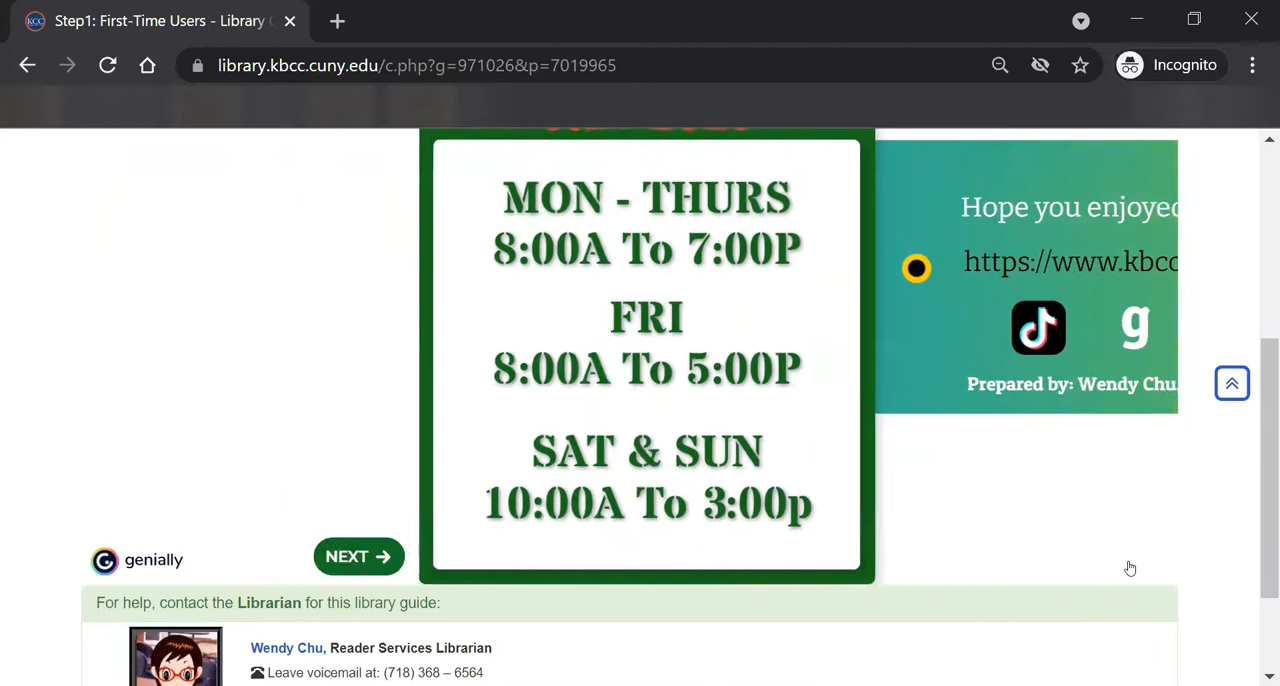 Step1: First-Time Users - Library
library.kbcc.cuny.edu/c.php?g=971026&p=7019965
Incognito
MON - THURS
8:00A To 7:00P
FRI
8:00A To 5:00P
SAT & SUN
10:00A To 3:00p
Hope you enjoyed
https://www.kbcc
g
Prepared by: Wendy Chu,
genially
NEXT →
For help, contact the Librarian for this library guide:
Wendy Chu, Reader Services Librarian
Leave voicemail at: (718) 368 – 6564